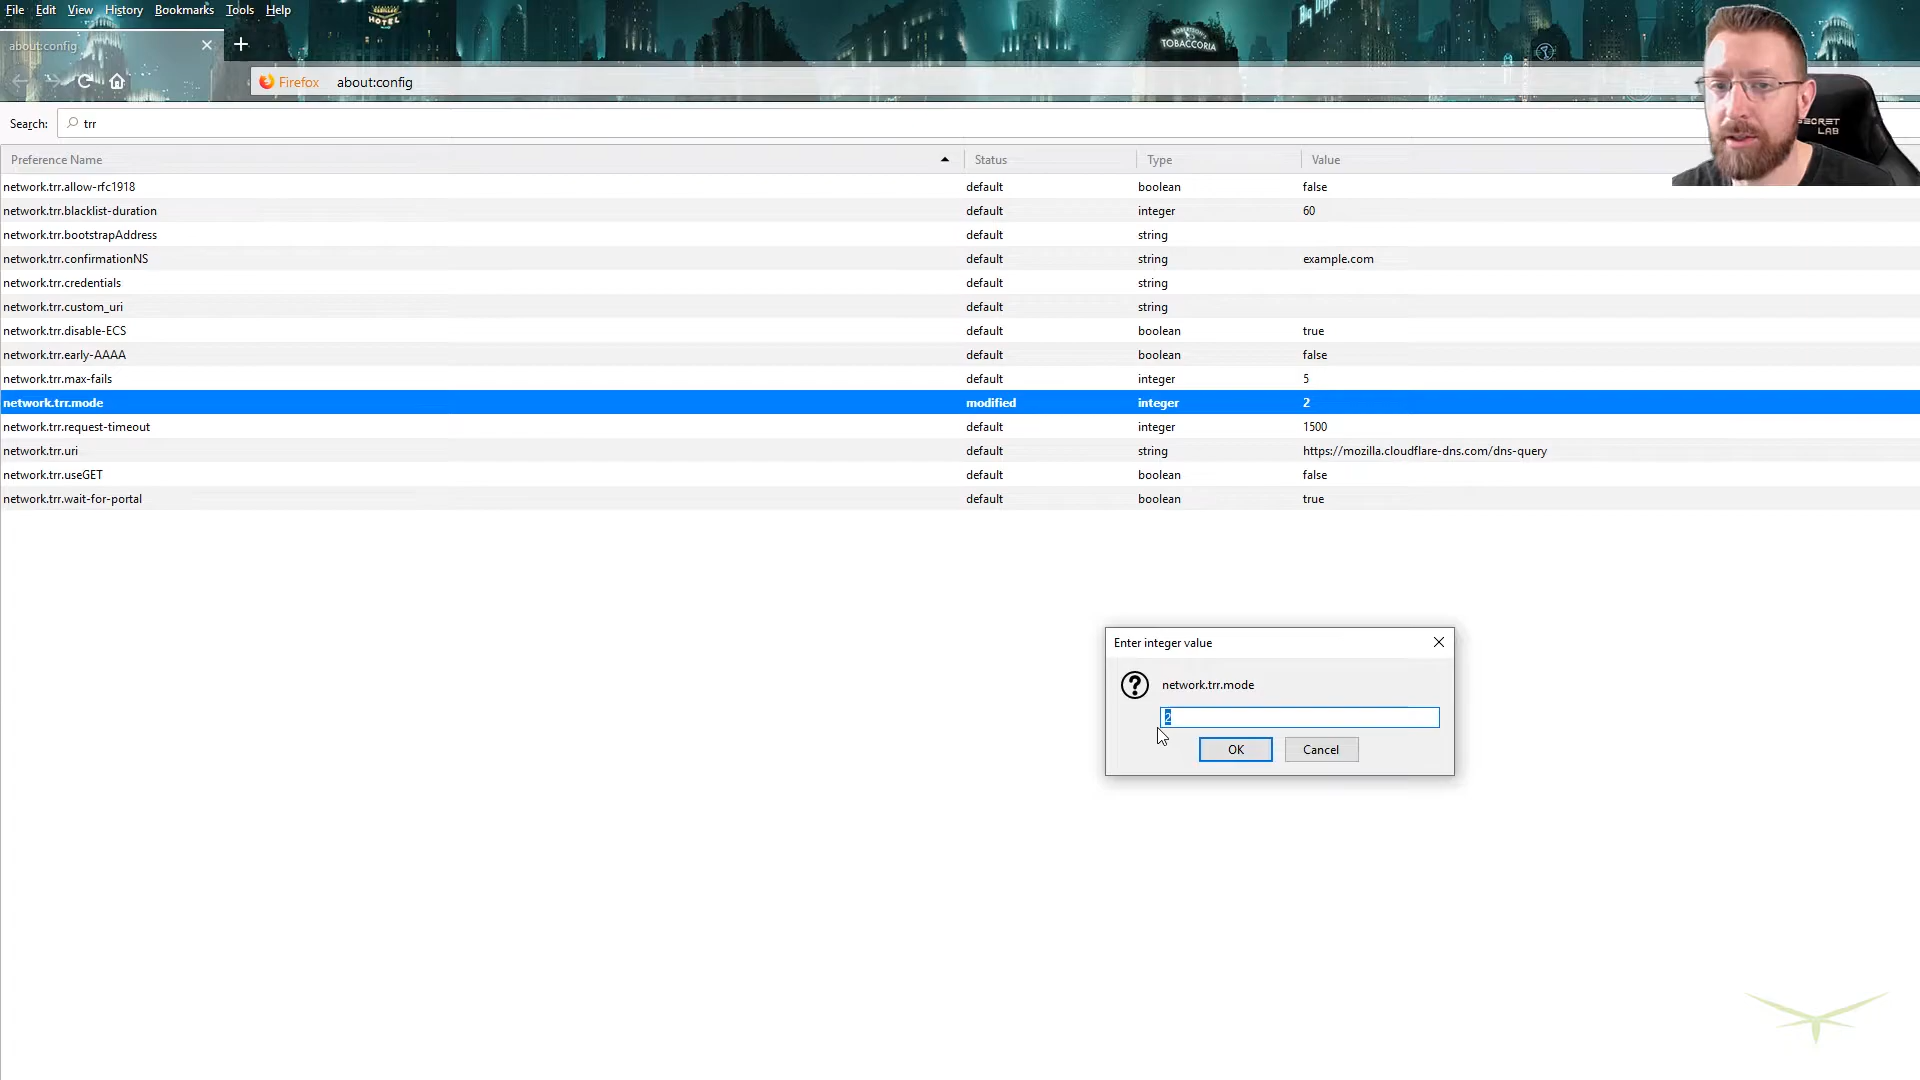 File Edit View History Bookmarks Tools Help
HOTEL
Big Dipper
ROBERTSON'S
TOBACCORIA
about:config
Firefox about:config
Search: trr
SECRET
LAB
Preference Name Status Type Value
network.trr.allow-rfc1918 default boolean false
network.trr.blacklist-duration default integer 60
network.trr.bootstrapAddress default string
network.trr.confirmationNS default string example.com
network.trr.credentials default string
network.trr.custom_uri default string
network.trr.disable-ECS default boolean true
network.trr.early-AAAA default boolean false
network.trr.max-fails default integer 5
network.trr.mode modified integer 2
network.trr.request-timeout default integer 1500
network.trr.uri default string https://mozilla.cloudflare-dns.com/dns-query
network.trr.useGET default boolean false
network.trr.wait-for-portal default boolean true
Enter integer value
network.trr.mode
2
OK Cancel